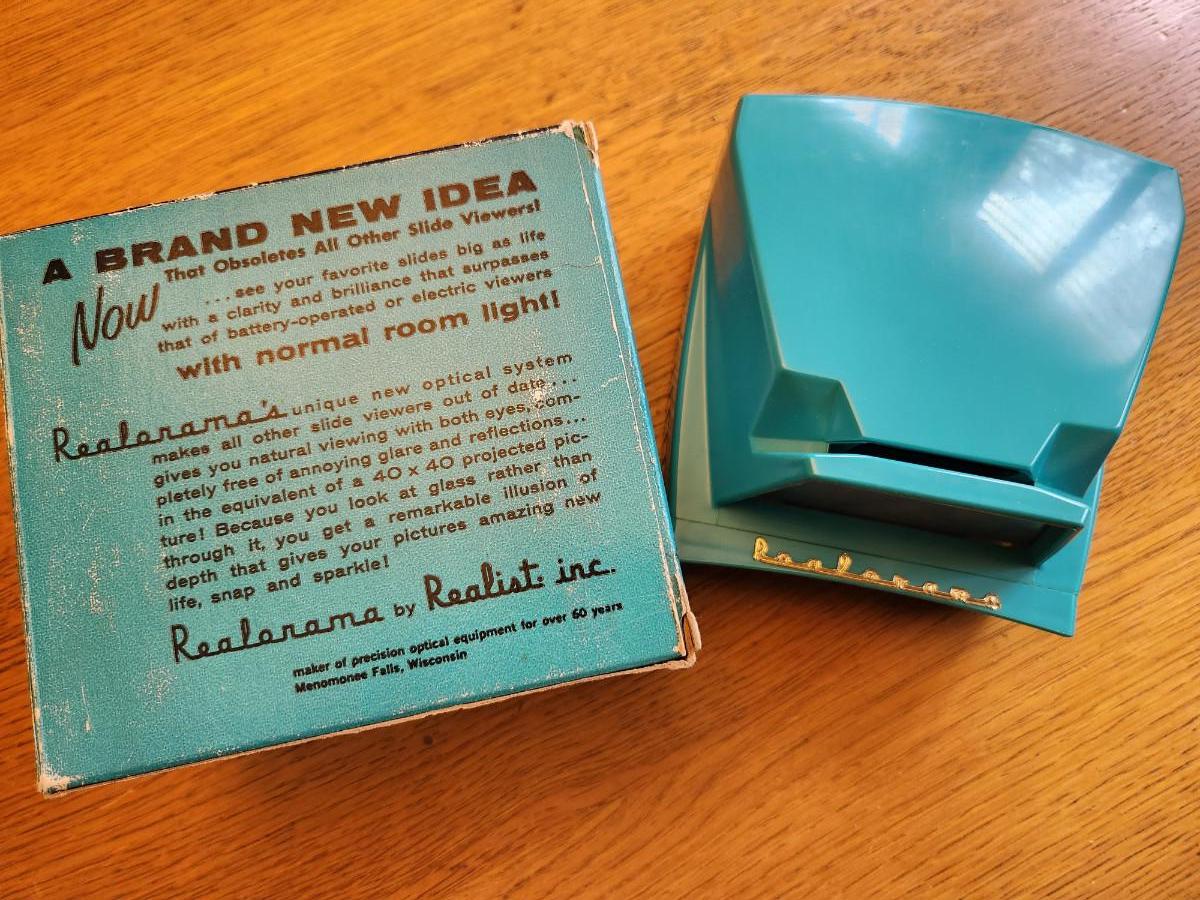 A BRAND NEW IDEA
That Obsoletes All Other Slide Viewers!
Now ...see your favorite slides big as life
with a clarity and brilliance that surpasses
that of battery-operated or electric viewers
with normal room light!
Realorama's unique new optical system
makes all other slide viewers out of date...
gives you natural viewing with both eyes, com-
pletely free of annoying glare and reflections...
in the equivalent of a 40 x 40 projected pic-
ture! Because you look at glass rather than
through it, you get a remarkable illusion of
depth that gives your pictures amazing new
life, snap and sparkle!
Realorama by Realist inc.
maker of precision optical equipment for over 60 years
Menomonee Falls, Wisconsin
Realorama